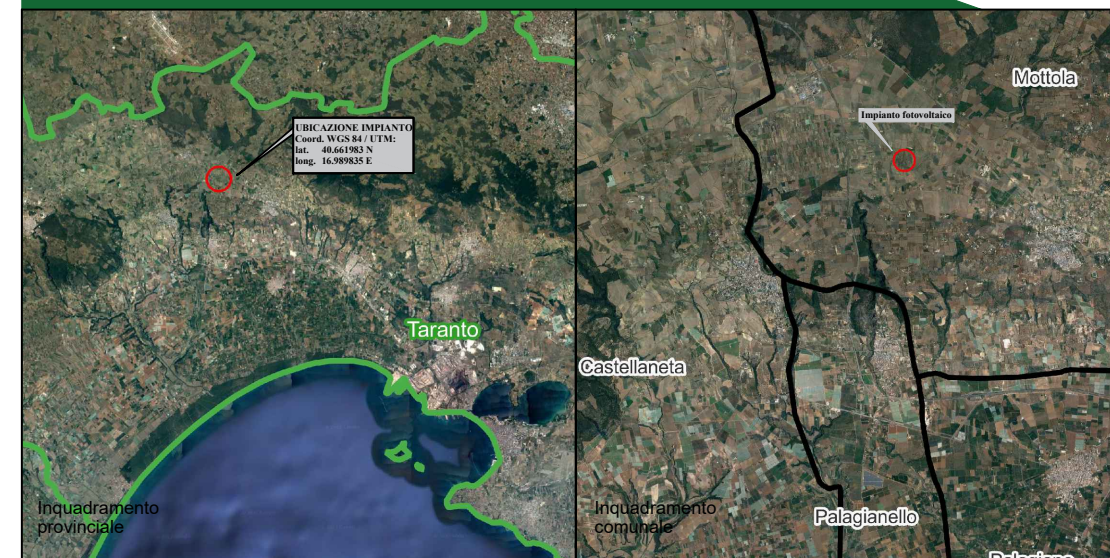 UBICAZIONE IMPIANTO
Coord. WGS 84 / UTM:
lat. 40.661983 N
long. 16.989835 E
Taranto
Inquadramento
provinciale
Mottola
Impianto fotovoltaico
Castellaneta
Palagianello
Inquadramento
comunale
Palagiano